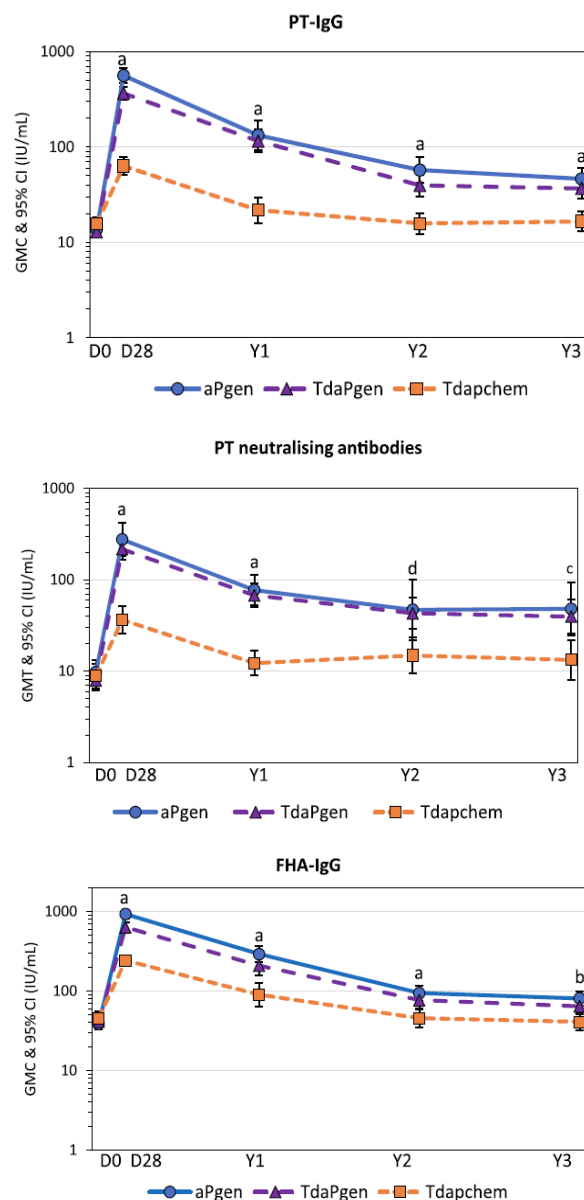 PT-IgG
GMC & 95% CI (IU/mL)
1000
100
10
1
a
a
a
a
D0 D28 Y1 Y2 Y3
aPgen TdaPgen Tdapchem
PT neutralising antibodies
GMT & 95% CI (IU/mL)
1000
100
10
1
a
a
d
c
D0 D28 Y1 Y2 Y3
aPgen TdaPgen Tdapchem
FHA-IgG
GMC & 95% CI (IU/mL)
1000
100
10
1
a
a
a
b
D0 D28 Y1 Y2 Y3
aPgen TdaPgen Tdapchem